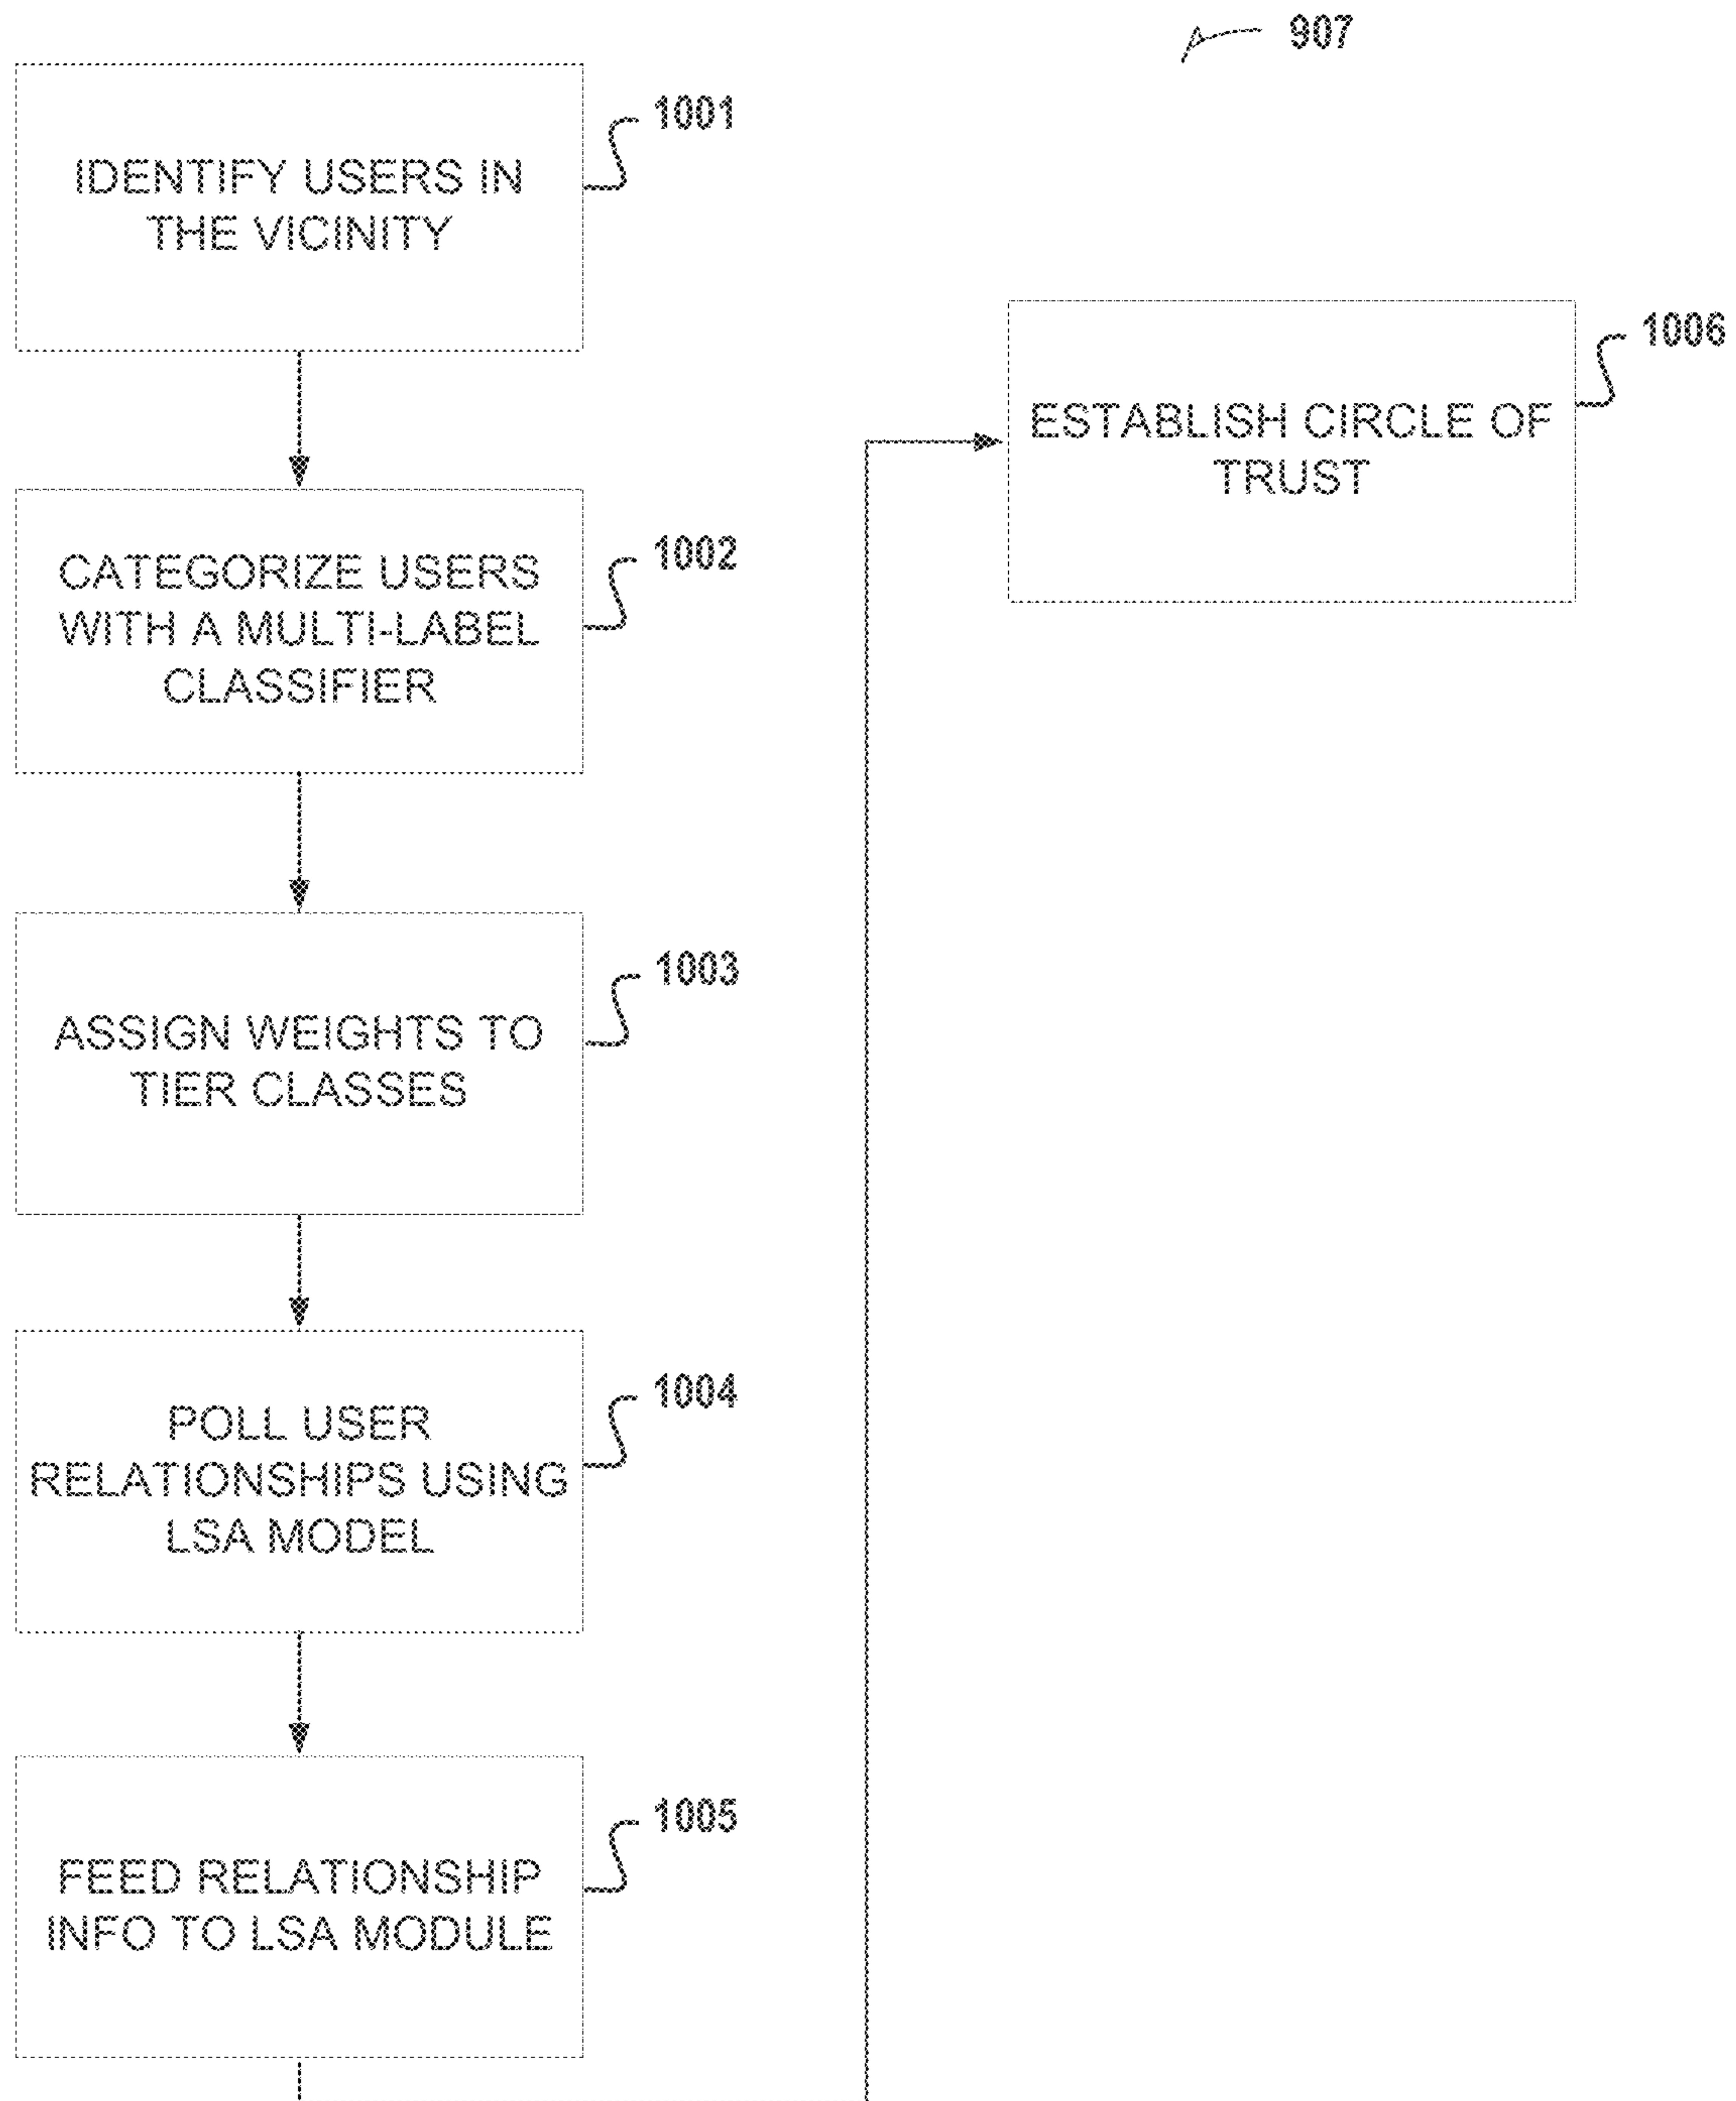 907
1001
IDENTIFY USERS IN
THE VICINITY
1002
CATEGORIZE USERS
WITH A MULTI-LABEL
CLASSIFIER
1003
ASSIGN WEIGHTS TO
TIER CLASSES
1004
POLL USER
RELATIONSHIPS USING
LSA MODEL
1005
FEED RELATIONSHIP
INFO TO LSA MODULE
1006
ESTABLISH CIRCLE OF
TRUST